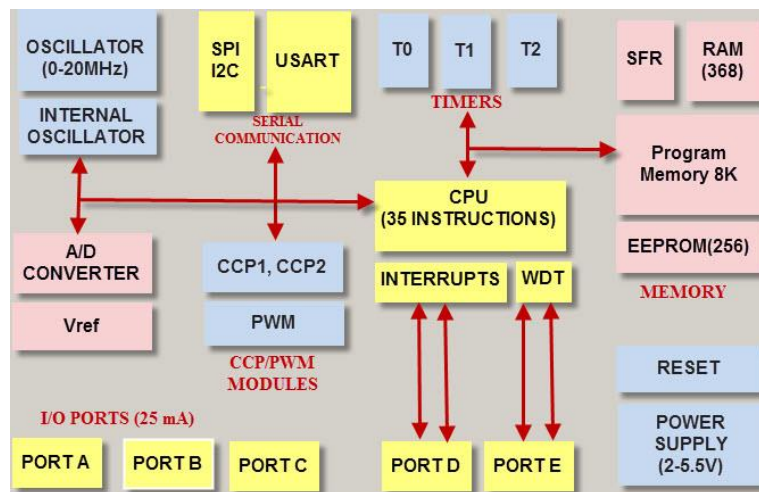 OSCILLATOR
(0-20MHz)
INTERNAL
OSCILLATOR
SPI
I2C
USART
SERIAL
COMMUNICATION
T0
T1
T2
TIMERS
SFR
RAM
(368)
Program
Memory 8K
EEPROM(256)
MEMORY
CPU
(35 INSTRUCTIONS)
A/D
CONVERTER
Vref
CCP1, CCP2
PWM
CCP/PWM
MODULES
INTERRUPTS
WDT
RESET
POWER
SUPPLY
(2-5.5V)
I/O PORTS (25 mA)
PORT A
PORT B
PORT C
PORT D
PORT E